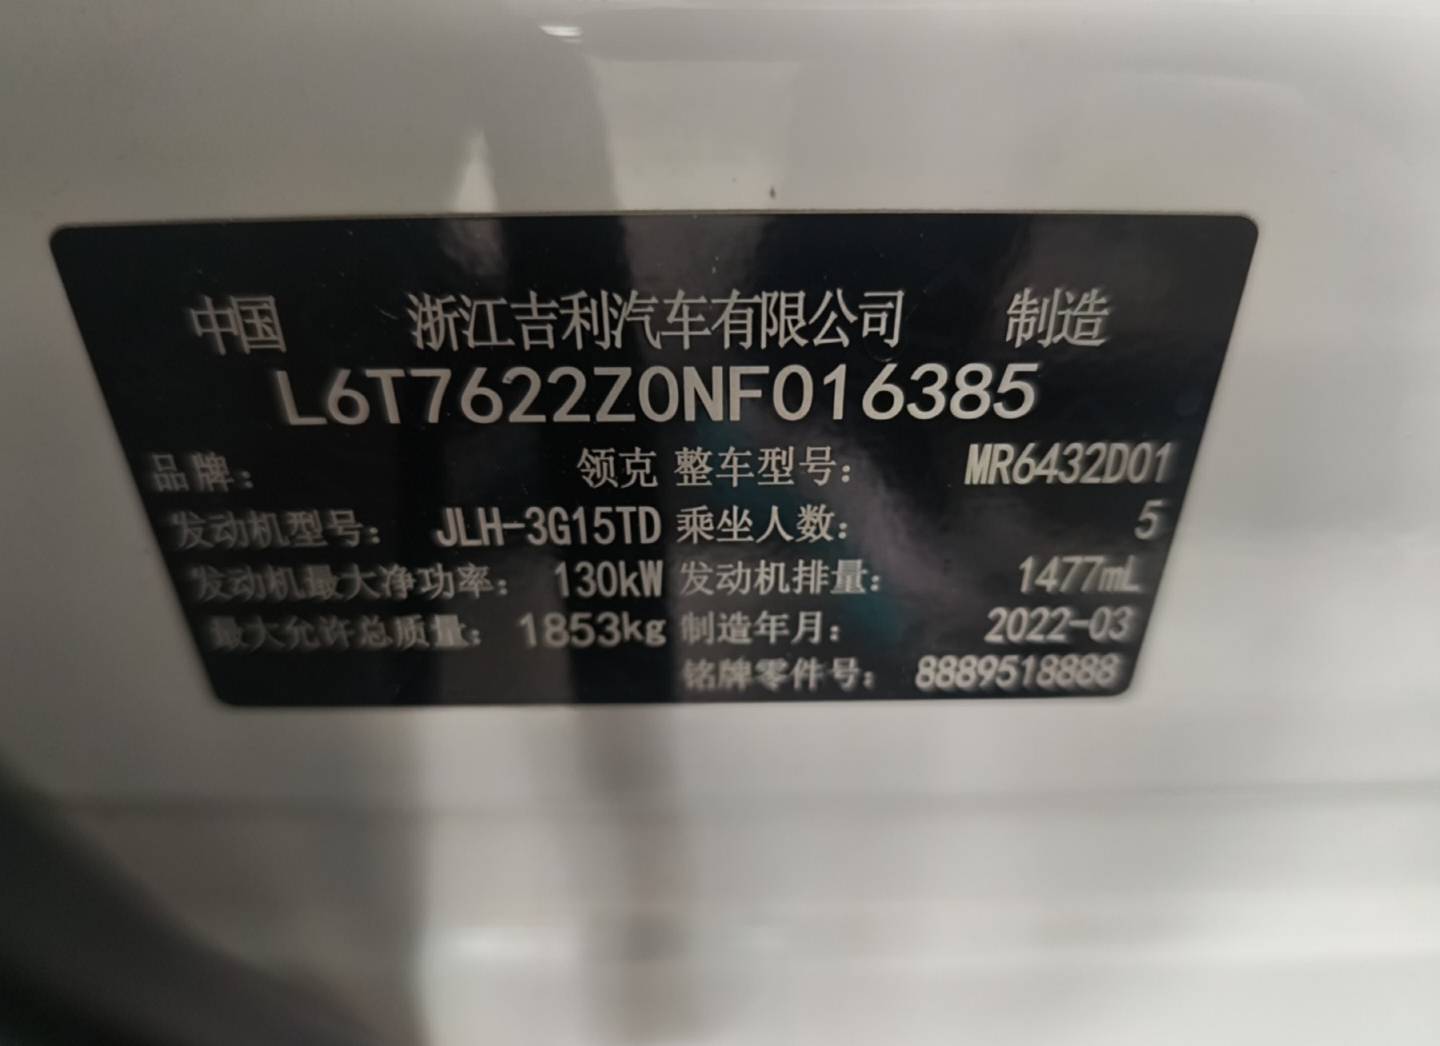 中国 浙江吉利汽车有限公司 制造
L6T7622Z0NF016385
品牌: 领克 整车型号: MR6432D01
发动机型号: JLH-3G15TD 乘坐人数: 5
发动机最大净功率: 130kW 发动机排量: 1477mL
最大允许总质量: 1853kg 制造年月: 2022-03
铭牌零件号: 8889518888